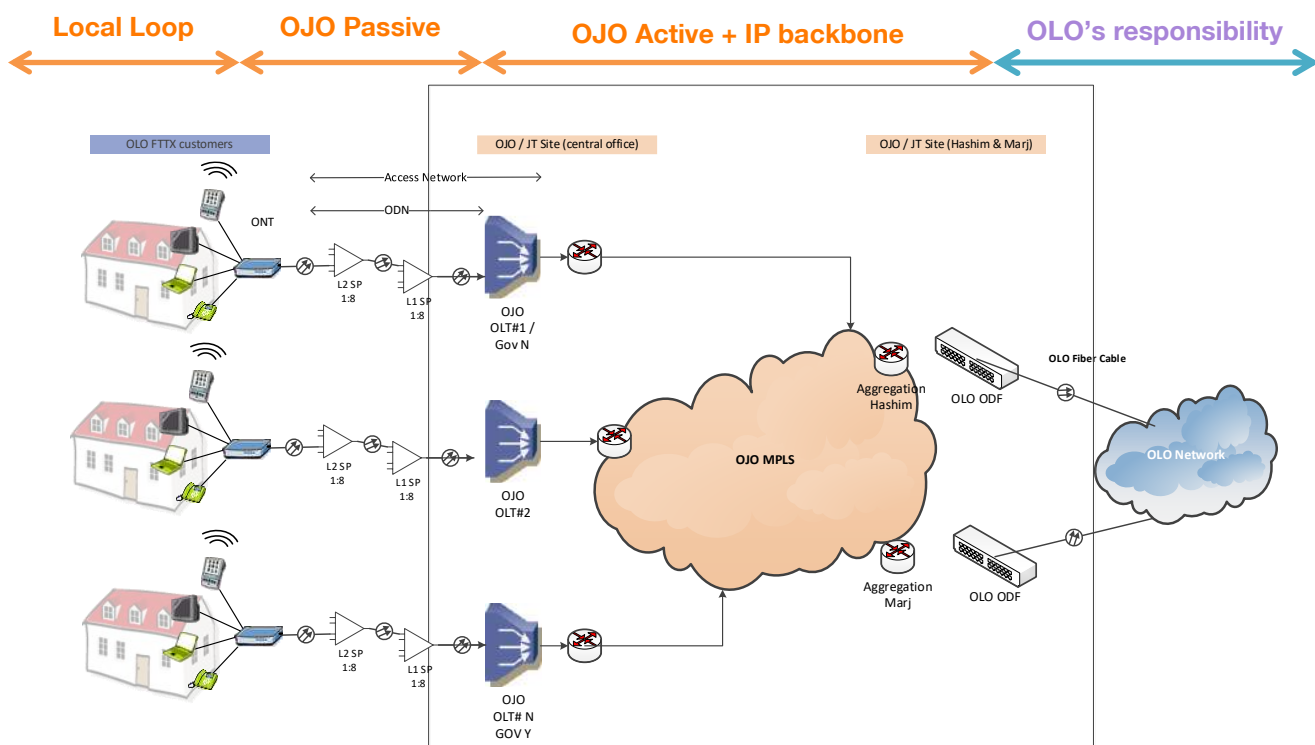 Local Loop
OJO Passive
OJO Active + IP backbone
OLO's responsibility
OLO FTTX customers
OJO / JT Site (central office)
OJO / JT Site (Hashim & Marj)
Access Network
ODN
ONT
L2 SP
1:8
L1 SP
1:8
OJO
OLT#1 /
Gov N
L2 SP
1:8
L1 SP
1:8
OJO
OLT#2
L2 SP
1:8
L1 SP
1:8
OJO
OLT# N
GOV Y
OJO MPLS
Aggregation
Hashim
Aggregation
Marj
OLO ODF
OLO ODF
OLO Fiber Cable
OLO Network